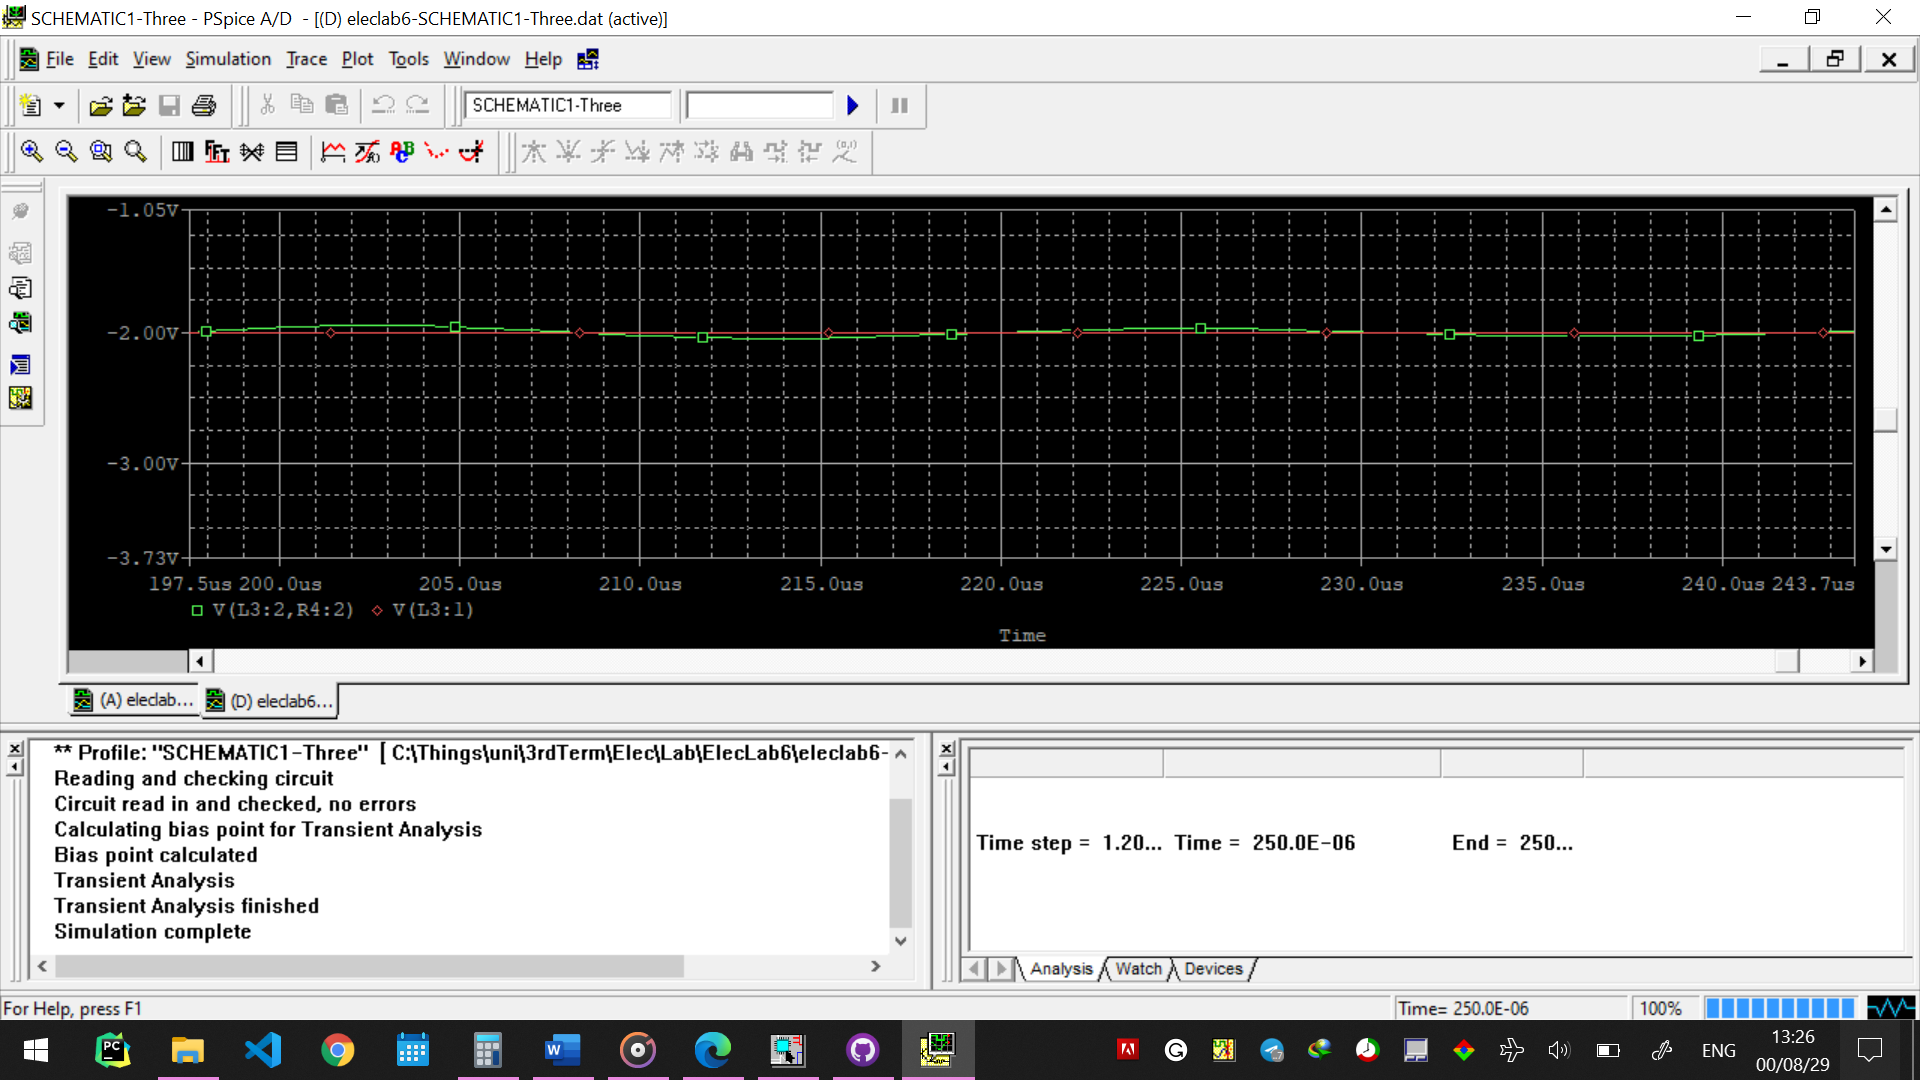 SCHEMATIC1-Three - PSpice A/D - [(D) eleclab6-SCHEMATIC1-Three.dat (active)]
File Edit View Simulation Trace Plot Tools Window Help
SCHEMATIC1-Three
FFT
ABC
-1.05V
-2.00V
-3.00V
-3.73V
197.5us 200.0us 205.0us 210.0us 215.0us 220.0us 225.0us 230.0us 235.0us 240.0us 243.7us
V(L3:2,R4:2) V(L3:1)
Time
(A) eleclab... (D) eleclab6...
** Profile: "SCHEMATIC1-Three" [ C:\Things\uni\3rdTerm\Elec\Lab\ElecLab6\eleclab6-
Reading and checking circuit
Circuit read in and checked, no errors
Calculating bias point for Transient Analysis
Bias point calculated
Transient Analysis
Transient Analysis finished
Simulation complete
Time step = 1.20... Time = 250.0E-06 End = 250...
Analysis Watch Devices
For Help, press F1
Time= 250.0E-06 100%
PC
W
G
ENG
13:26
00/08/29